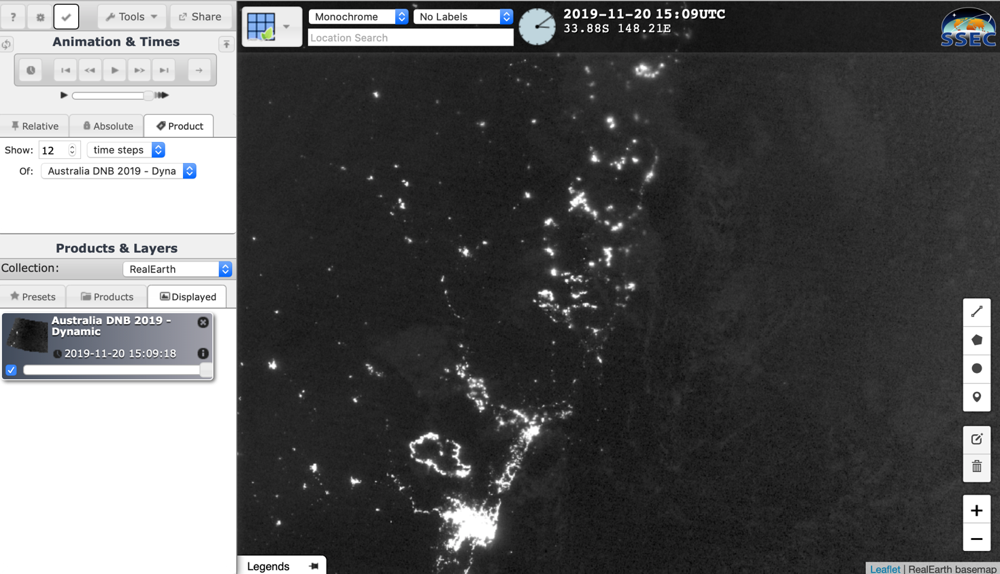 ?
Tools
Share
Animation & Times
Relative
Absolute
Product
Show:
12
time steps
Of:
Australia DNB 2019 - Dyna
Products & Layers
Collection:
RealEarth
Presets
Products
Displayed
Australia DNB 2019 -
Dynamic
2019-11-20 15:09:18
Monochrome
No Labels
Location Search
2019-11-20 15:09UTC
33.88S 148.21E
SSEC
+
−
Legends
Leaflet | RealEarth basemap